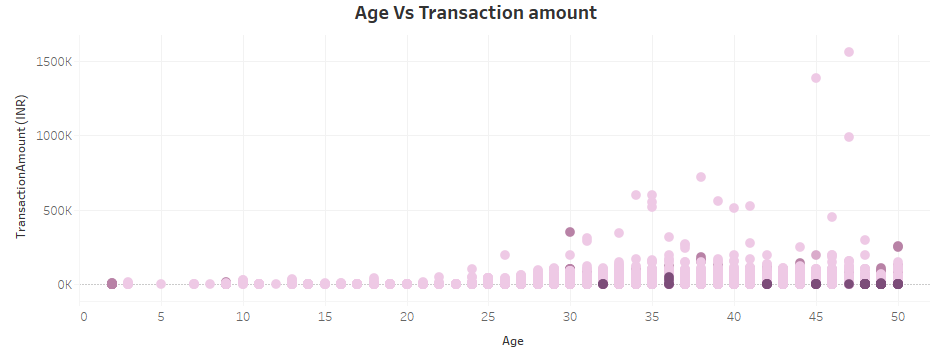 Age Vs Transaction amount
TransactionAmount (INR)
1500K
1000K
500K
0K
0 5 10 15 20 25 30 35 40 45 50
Age